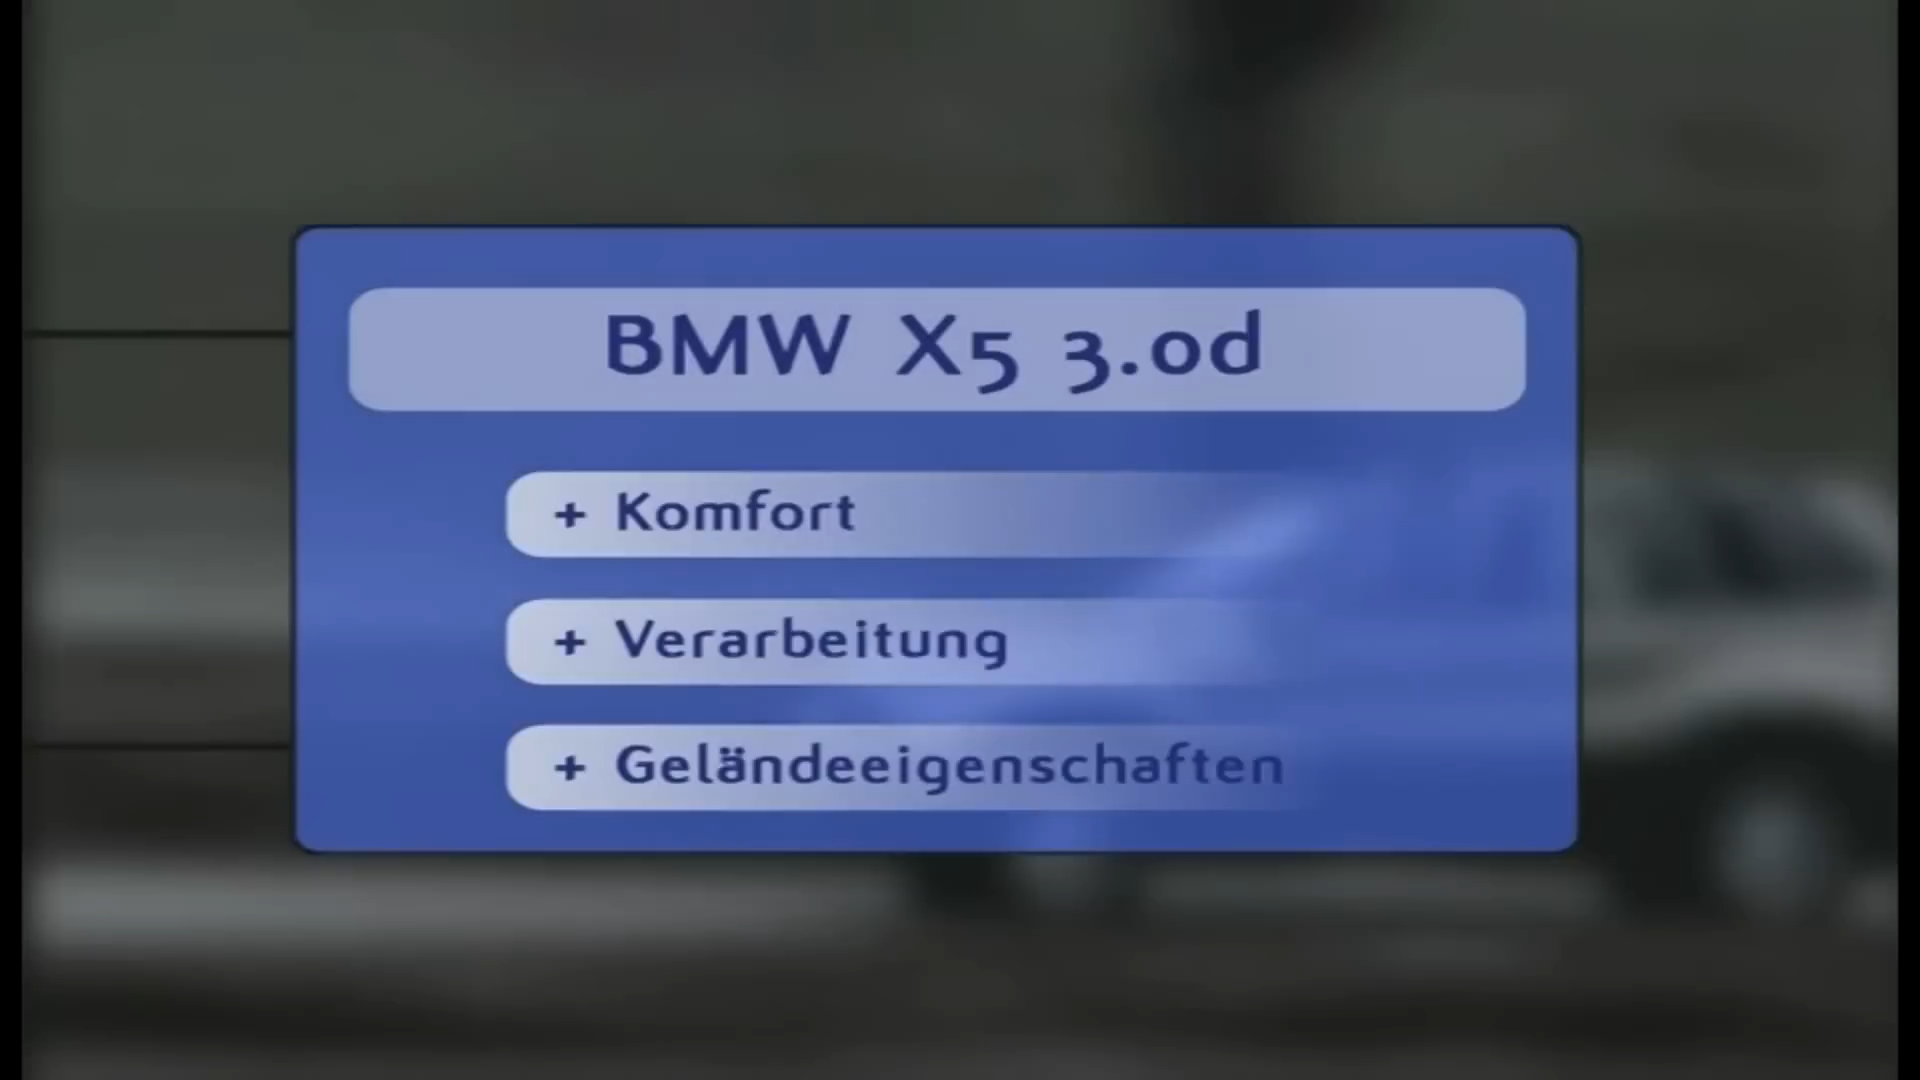 BMW X5 3.0d
+ Komfort
+ Verarbeitung
+ Geländeeigenschaften